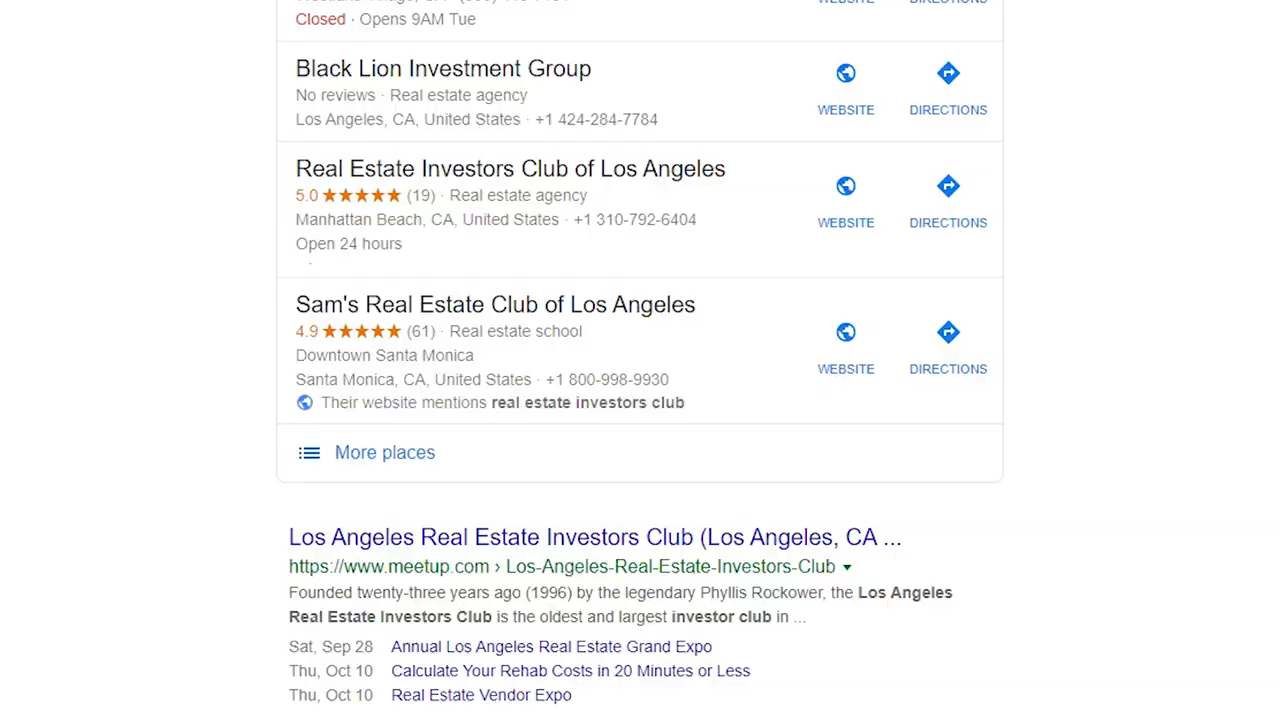 Closed · Opens 9AM Tue
Black Lion Investment Group
No reviews · Real estate agency
Los Angeles, CA, United States · +1 424-284-7784
WEBSITE
DIRECTIONS
Real Estate Investors Club of Los Angeles
5.0 ★★★★★ (19) · Real estate agency
Manhattan Beach, CA, United States · +1 310-792-6404
Open 24 hours
WEBSITE
DIRECTIONS
Sam's Real Estate Club of Los Angeles
4.9 ★★★★★ (61) · Real estate school
Downtown Santa Monica
Santa Monica, CA, United States · +1 800-998-9930
Their website mentions real estate investors club
WEBSITE
DIRECTIONS
More places
Los Angeles Real Estate Investors Club (Los Angeles, CA ...
https://www.meetup.com › Los-Angeles-Real-Estate-Investors-Club
Founded twenty-three years ago (1996) by the legendary Phyllis Rockower, the Los Angeles
Real Estate Investors Club is the oldest and largest investor club in ...
Sat, Sep 28 Annual Los Angeles Real Estate Grand Expo
Thu, Oct 10 Calculate Your Rehab Costs in 20 Minutes or Less
Thu, Oct 10 Real Estate Vendor Expo